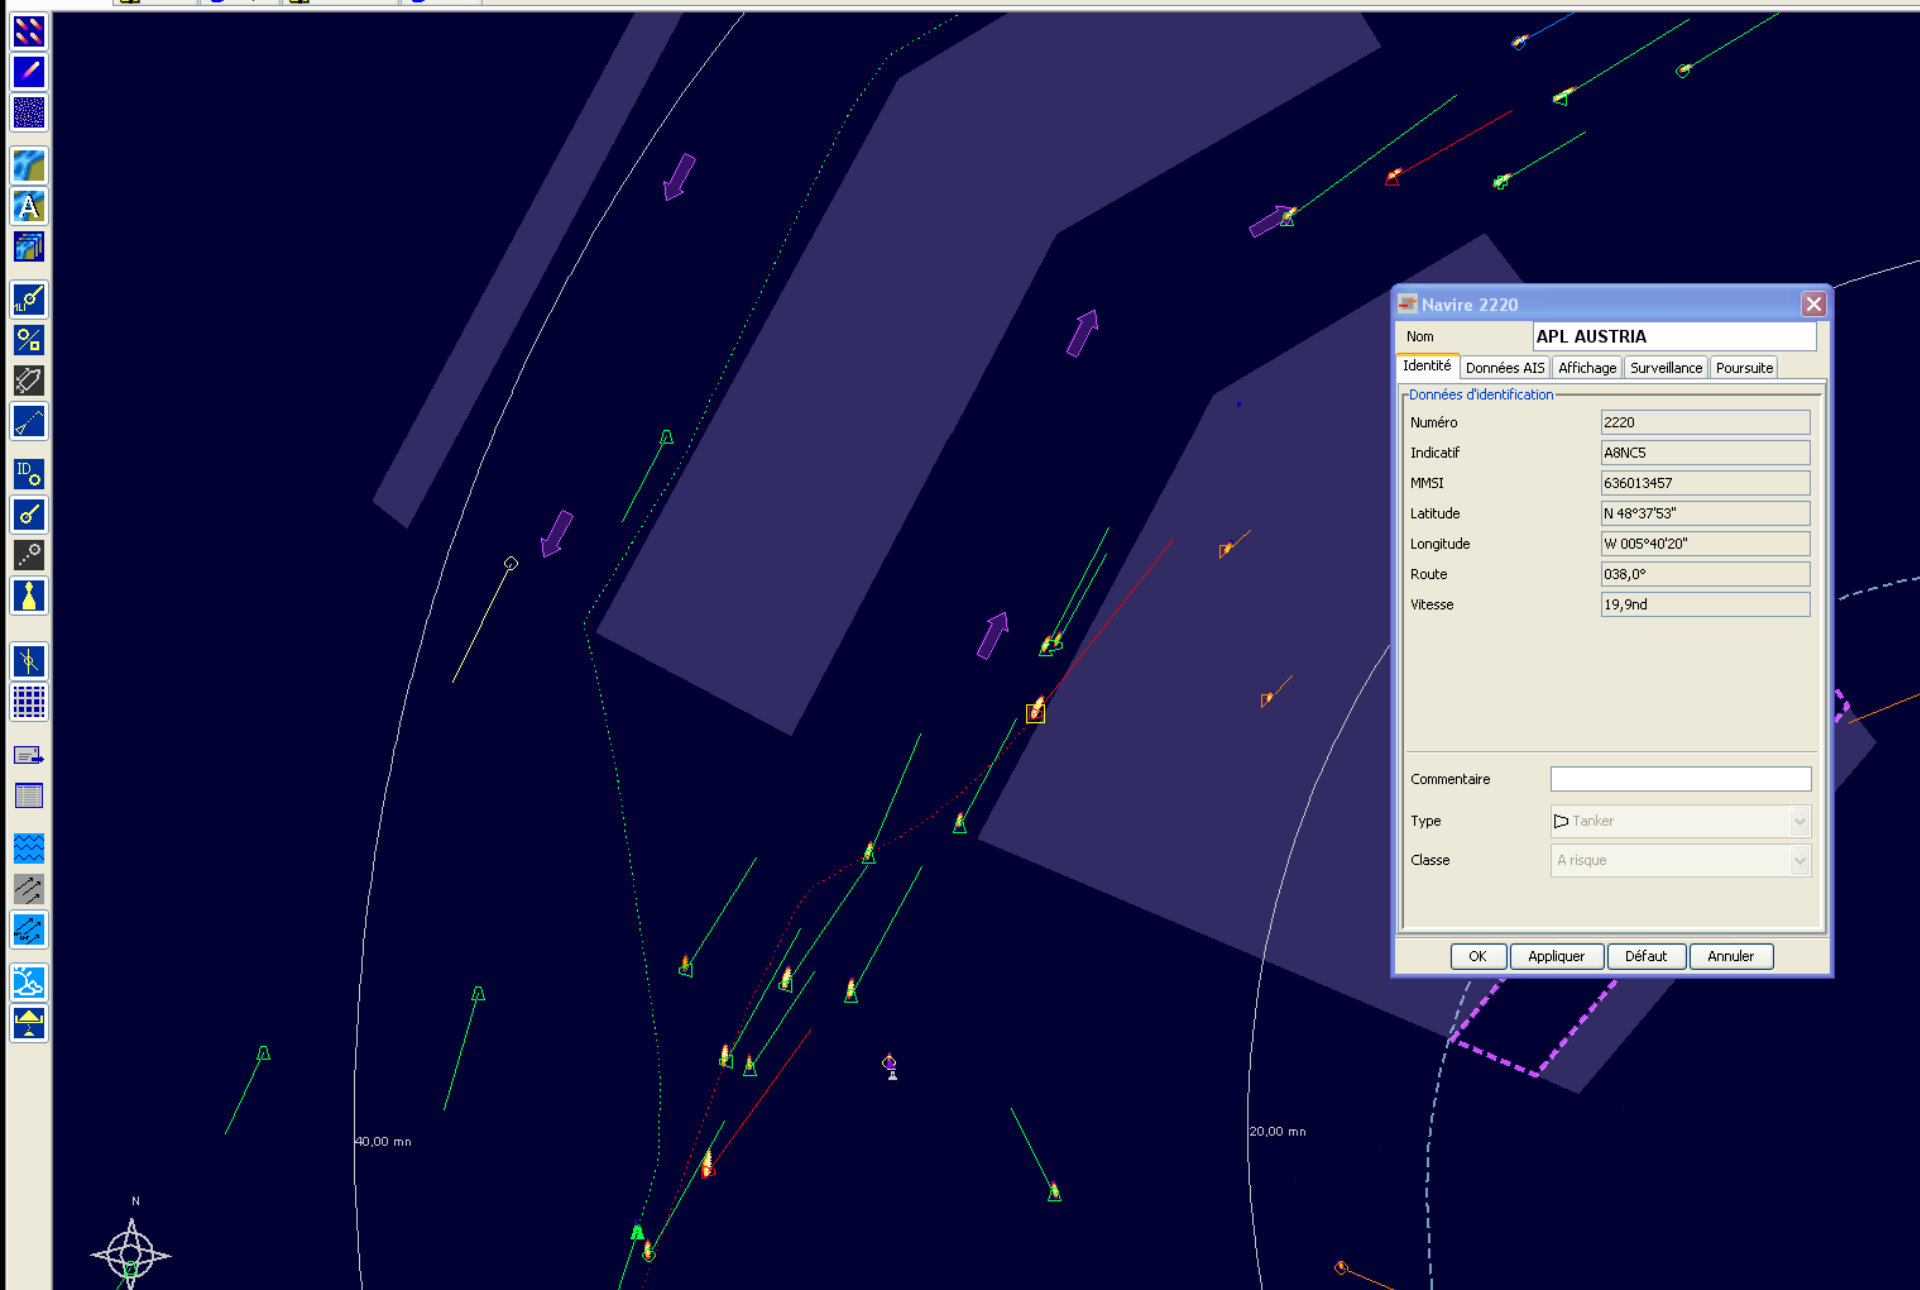 A
ID
Navire 2220
Nom APL AUSTRIA
Identité Données AIS Affichage Surveillance Poursuite
Données d'identification
Numéro 2220
Indicatif A8NC5
MMSI 636013457
Latitude N 48°37'53"
Longitude W 005°40'20"
Route 038,0°
Vitesse 19,9nd
Commentaire
Type Tanker
Classe A risque
OK Appliquer Défaut Annuler
40,00 mn
20,00 mn
N